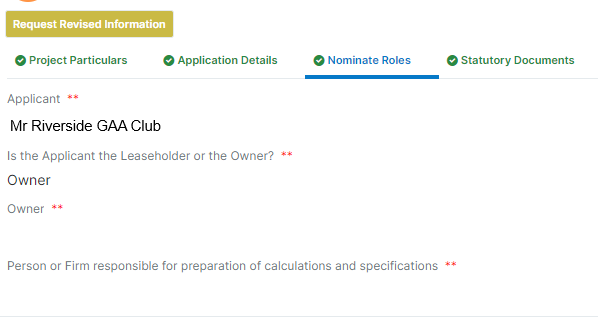 Request Revised Information
Project Particulars Application Details Nominate Roles Statutory Documents
Applicant **
Mr Riverside GAA Club
Is the Applicant the Leaseholder or the Owner? **
Owner
Owner **
Person or Firm responsible for preparation of calculations and specifications **